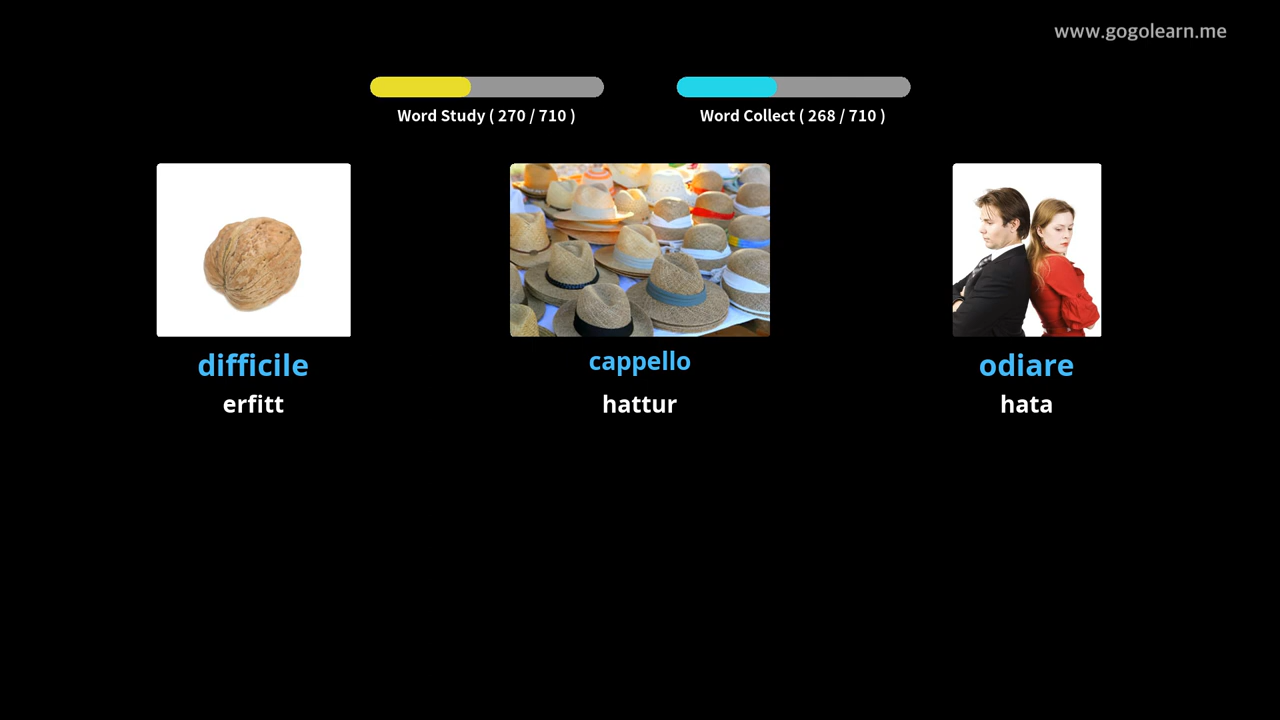 www.gogolearn.me
Word Study ( 270 / 710 )
Word Collect ( 268 / 710 )
difficile
erfitt
cappello
hattur
odiare
hata